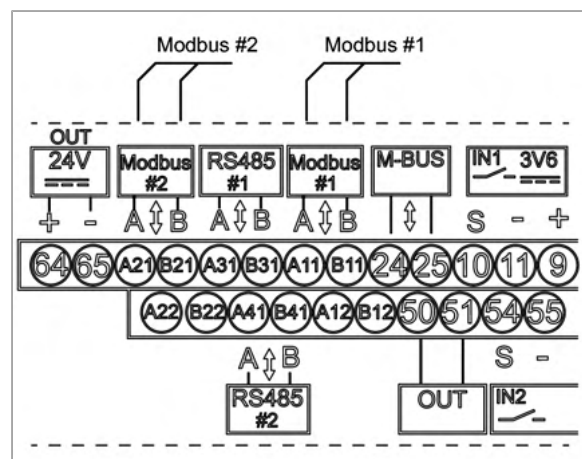 Modbus #2 Modbus #1
OUT
24V Modbus #2 RS485 #1 Modbus #1 M-BUS IN1 3V6
+ - A B A B A B S - +
64 65 A21 B21 A31 B31 A11 B11 24 25 10 11 9
A22 B22 A41 B41 A12 B12 50 51 54 55
A B S -
RS485 #2 OUT IN2